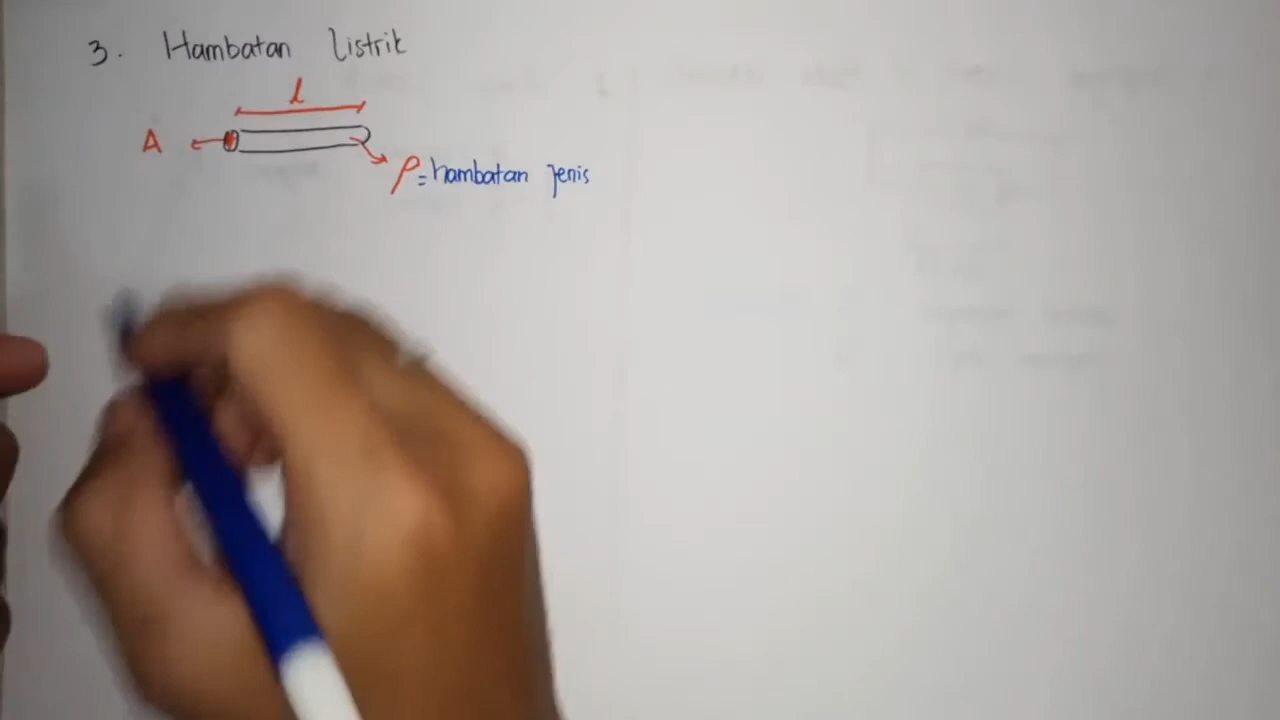 3. Hambatan listrik
l
A
ρ = hambatan jenis